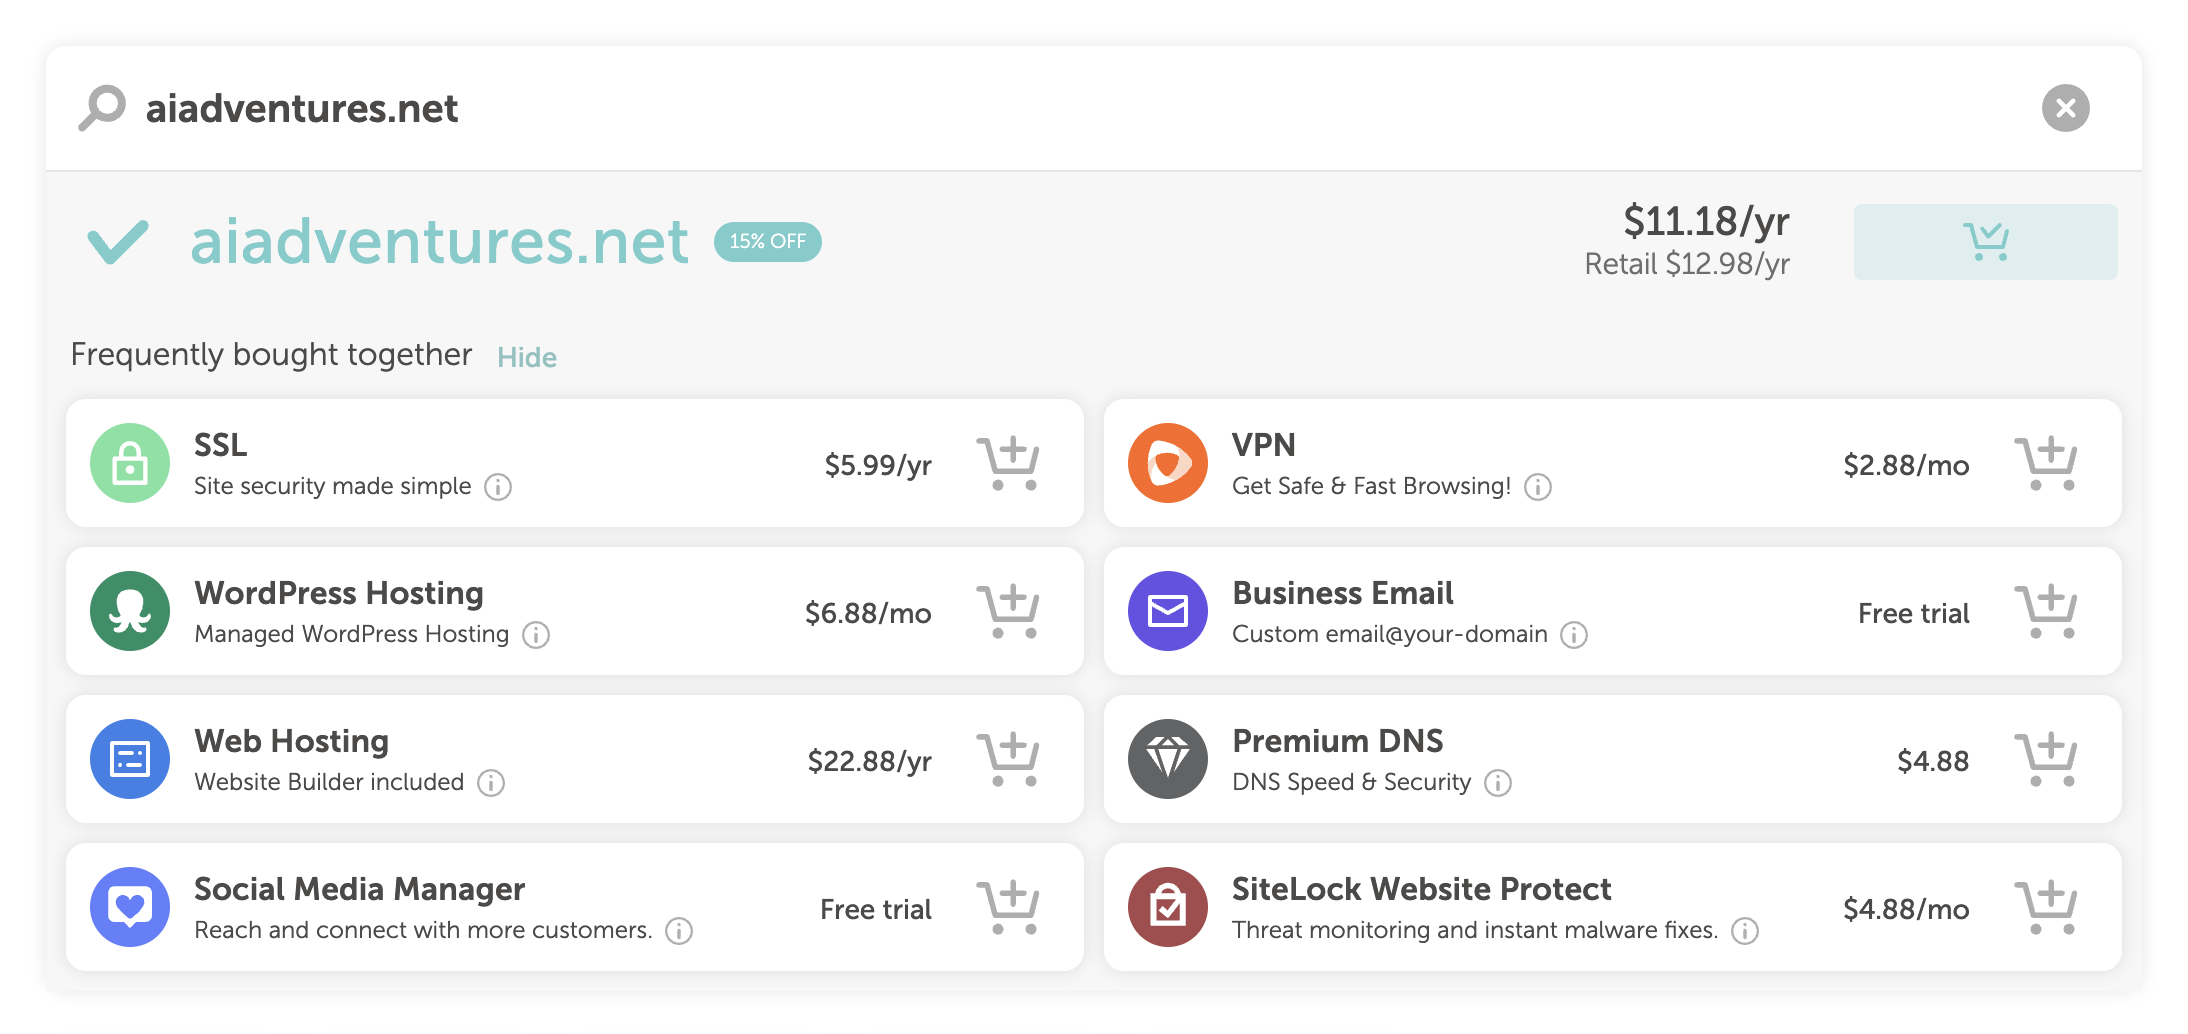 aiadventures.net
aiadventures.net 15% OFF
$11.18/yr
Retail $12.98/yr
Frequently bought together Hide
SSL
Site security made simple
$5.99/yr
VPN
Get Safe & Fast Browsing!
$2.88/mo
WordPress Hosting
Managed WordPress Hosting
$6.88/mo
Business Email
Custom email@your-domain
Free trial
Web Hosting
Website Builder included
$22.88/yr
Premium DNS
DNS Speed & Security
$4.88
Social Media Manager
Reach and connect with more customers.
Free trial
SiteLock Website Protect
Threat monitoring and instant malware fixes.
$4.88/mo